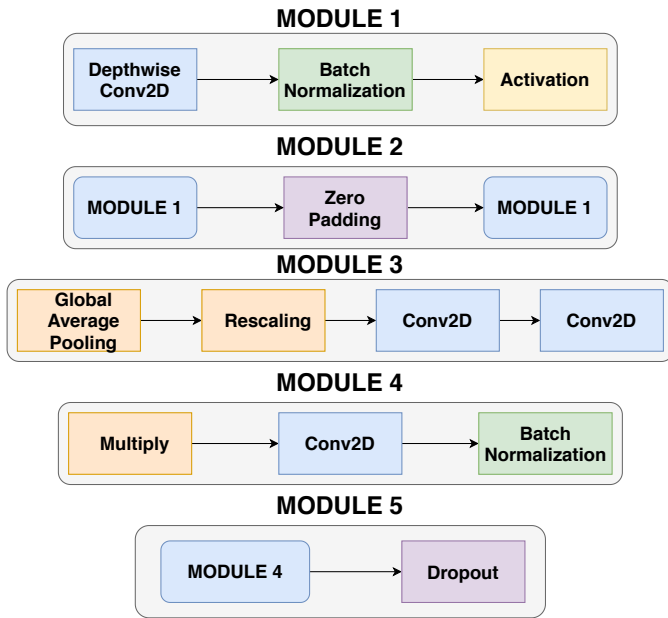 MODULE 1
Depthwise
Conv2D
Batch
Normalization
Activation
MODULE 2
MODULE 1
Zero
Padding
MODULE 1
MODULE 3
Global
Average
Pooling
Rescaling
Conv2D
Conv2D
MODULE 4
Multiply
Conv2D
Batch
Normalization
MODULE 5
MODULE 4
Dropout